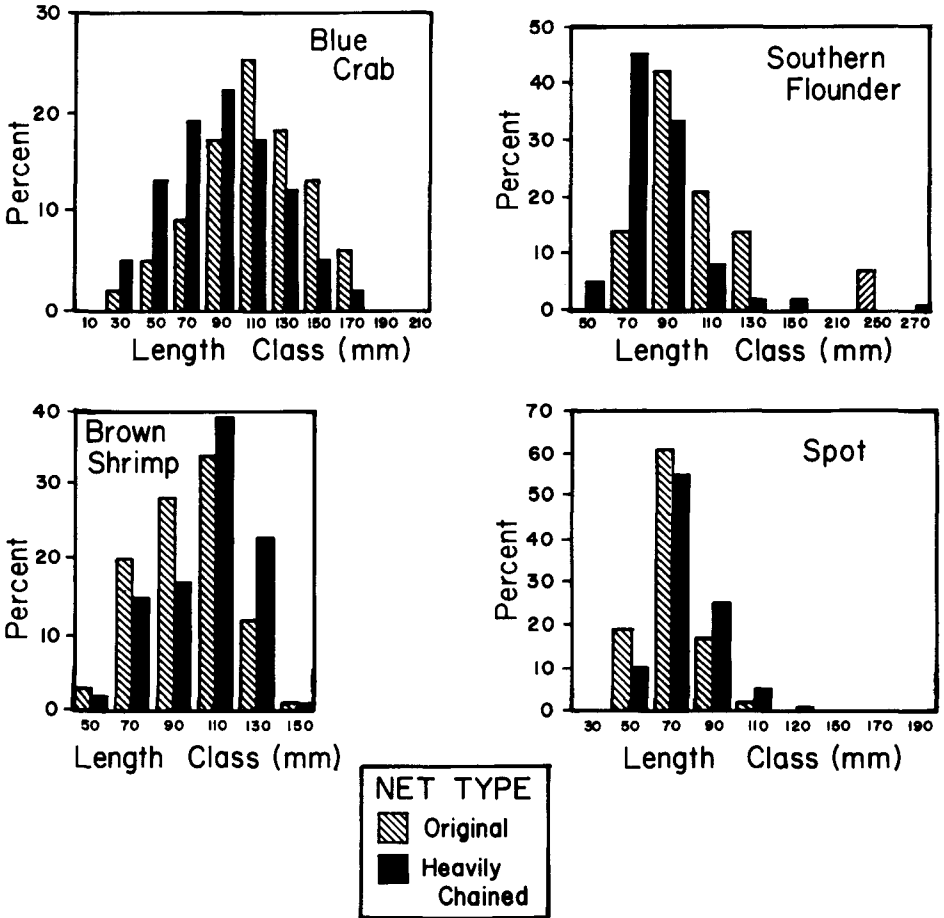 30
20
10
0
Percent
Blue
Crab
10 30 50 70 90 110 130 150 170 190 210
Length Class (mm)
50
40
30
20
10
0
Percent
Southern
Flounder
50 70 90 110 130 150 210 250 270
Length Class (mm)
40
30
20
10
0
Percent
Brown
Shrimp
50 70 90 110 130 150
Length Class (mm)
70
60
50
40
30
20
10
0
Percent
Spot
30 50 70 90 110 120 150 170 190
Length Class (mm)
NET TYPE
Original
Heavily
Chained